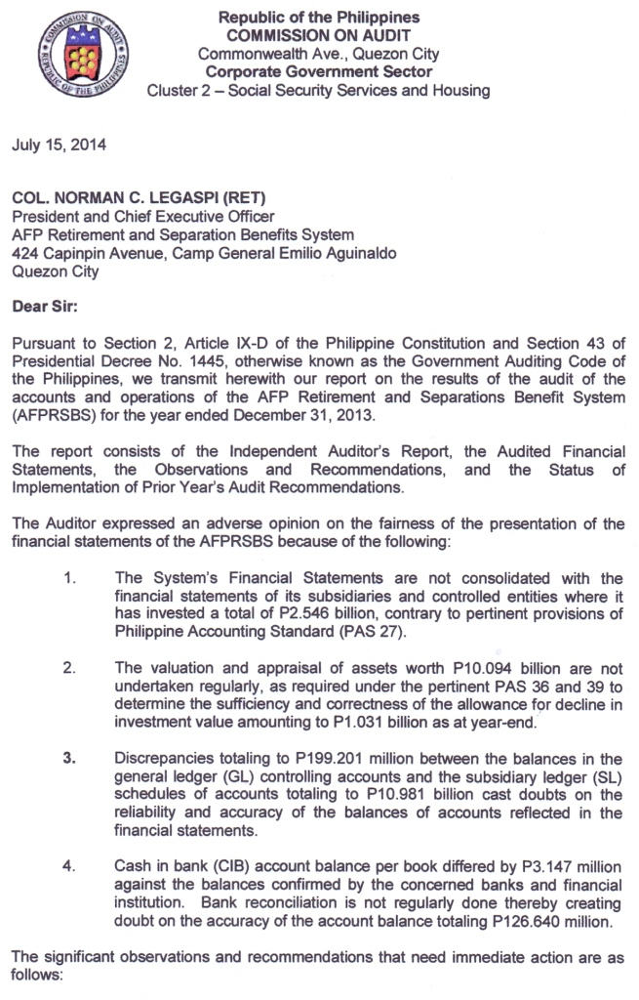 COMMISSION ON AUDIT
REPUBLIC OF THE PHILIPPINES
Republic of the Philippines
COMMISSION ON AUDIT
Commonwealth Ave., Quezon City
Corporate Government Sector
Cluster 2 – Social Security Services and Housing
July 15, 2014
COL. NORMAN C. LEGASPI (RET)
President and Chief Executive Officer
AFP Retirement and Separation Benefits System
424 Capinpin Avenue, Camp General Emilio Aguinaldo
Quezon City
Dear Sir:
Pursuant to Section 2, Article IX-D of the Philippine Constitution and Section 43 of
Presidential Decree No. 1445, otherwise known as the Government Auditing Code of
the Philippines, we transmit herewith our report on the results of the audit of the
accounts and operations of the AFP Retirement and Separations Benefit System
(AFPRSBS) for the year ended December 31, 2013.
The report consists of the Independent Auditor's Report, the Audited Financial
Statements, the Observations and Recommendations, and the Status of
Implementation of Prior Year's Audit Recommendations.
The Auditor expressed an adverse opinion on the fairness of the presentation of the
financial statements of the AFPRSBS because of the following:
1. The System's Financial Statements are not consolidated with the
financial statements of its subsidiaries and controlled entities where it
has invested a total of P2.546 billion, contrary to pertinent provisions of
Philippine Accounting Standard (PAS 27).
2. The valuation and appraisal of assets worth P10.094 billion are not
undertaken regularly, as required under the pertinent PAS 36 and 39 to
determine the sufficiency and correctness of the allowance for decline in
investment value amounting to P1.031 billion as at year-end.
3. Discrepancies totaling to P199.201 million between the balances in the
general ledger (GL) controlling accounts and the subsidiary ledger (SL)
schedules of accounts totaling to P10.981 billion cast doubts on the
reliability and accuracy of the balances of accounts reflected in the
financial statements.
4. Cash in bank (CIB) account balance per book differed by P3.147 million
against the balances confirmed by the concerned banks and financial
institution. Bank reconciliation is not regularly done thereby creating
doubt on the accuracy of the account balance totaling P126.640 million.
The significant observations and recommendations that need immediate action are as
follows: